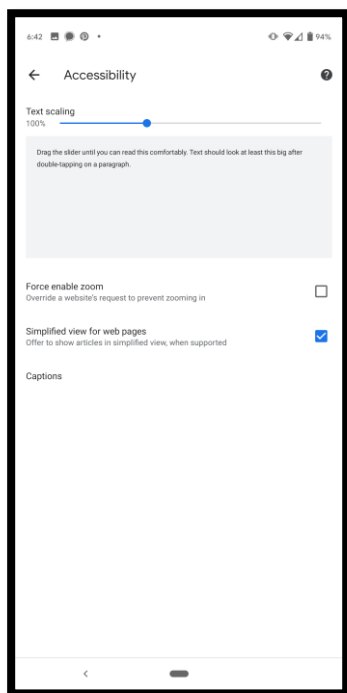 6:42
94%
Accessibility
Text scaling
100%
Drag the slider until you can read this comfortably. Text should look at least this big after
double-tapping on a paragraph.
Force enable zoom
Override a website's request to prevent zooming in
Simplified view for web pages
Offer to show articles in simplified view, when supported
Captions